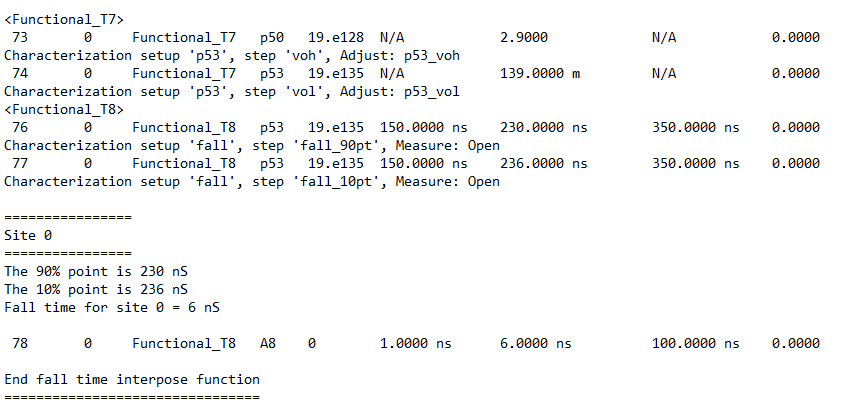 <Functional_T7>
73 0 Functional_T7 p50 19.e128 N/A 2.9000 N/A 0.0000
Characterization setup 'p53', step 'voh', Adjust: p53_voh
74 0 Functional_T7 p53 19.e135 N/A 139.0000 m N/A 0.0000
Characterization setup 'p53', step 'vol', Adjust: p53_vol
<Functional_T8>
76 0 Functional_T8 p53 19.e135 150.0000 ns 230.0000 ns 350.0000 ns 0.0000
Characterization setup 'fall', step 'fall_90pt', Measure: Open
77 0 Functional_T8 p53 19.e135 150.0000 ns 236.0000 ns 350.0000 ns 0.0000
Characterization setup 'fall', step 'fall_10pt', Measure: Open
================
Site 0
================
The 90% point is 230 nS
The 10% point is 236 nS
Fall time for site 0 = 6 nS
78 0 Functional_T8 A8 0 1.0000 ns 6.0000 ns 100.0000 ns 0.0000
End fall time interpose function
================================